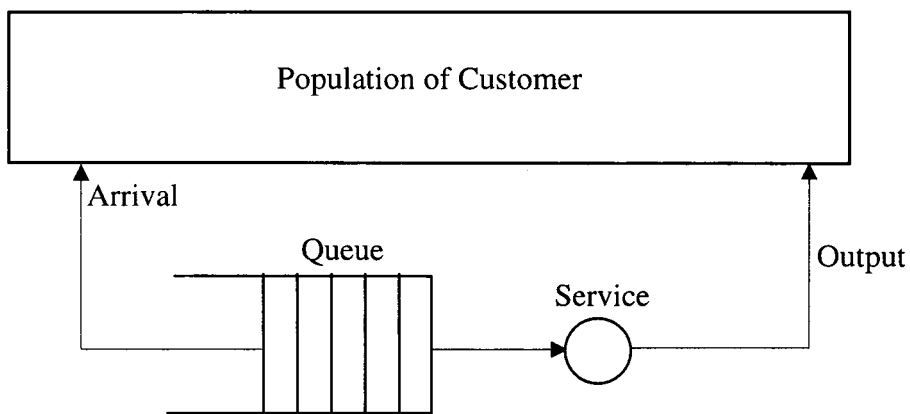 Population of Customer
Arrival
Queue
Output
Service